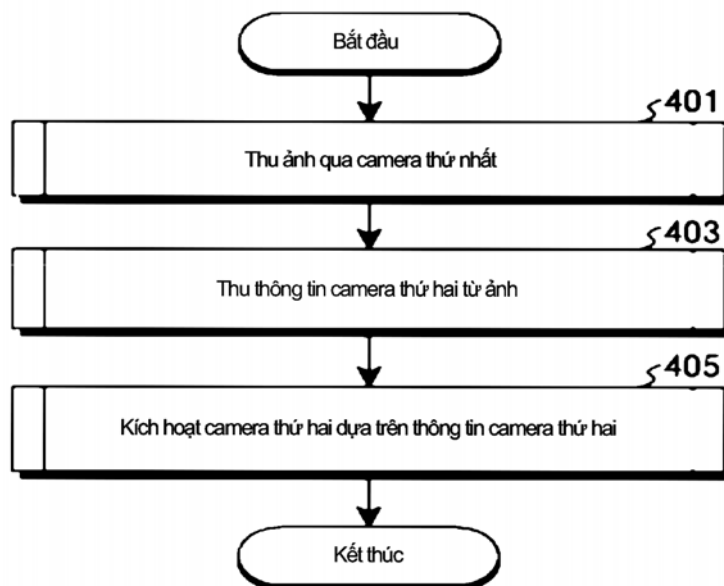 Bắt đầu
401
Thu ảnh qua camera thứ nhất
403
Thu thông tin camera thứ hai từ ảnh
405
Kích hoạt camera thứ hai dựa trên thông tin camera thứ hai
Kết thúc